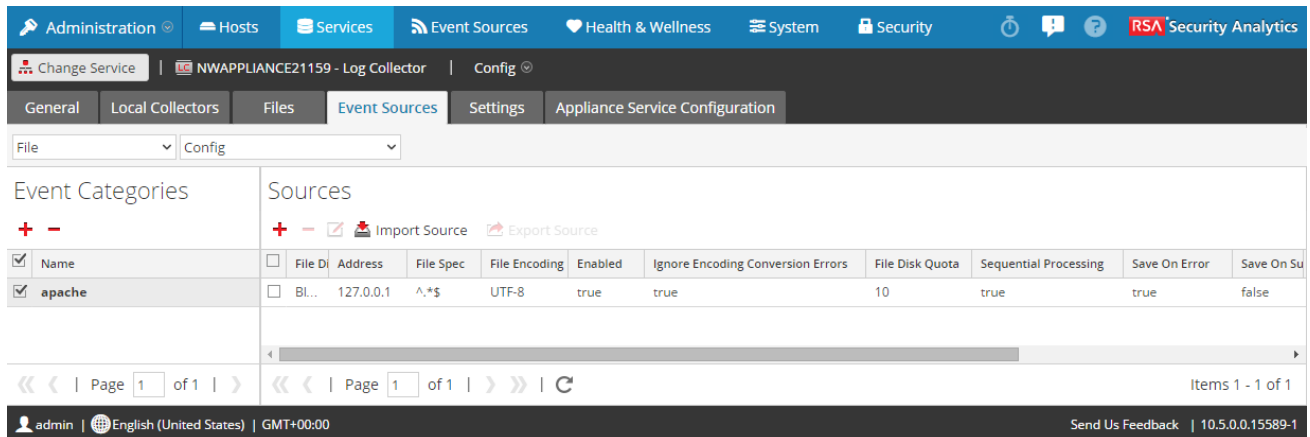 Administration Hosts Services Event Sources Health & Wellness System Security RSA Security Analytics
Change Service | LC NWAPPLIANCE21159 - Log Collector | Config
General Local Collectors Files Event Sources Settings Appliance Service Configuration
File Config
Event Categories Sources
Import Source Export Source
Name File Di Address File Spec File Encoding Enabled Ignore Encoding Conversion Errors File Disk Quota Sequential Processing Save On Error Save On Su
apache Bl... 127.0.0.1 ^.*$ UTF-8 true true 10 true true false
| Page 1 of 1 | | Page 1 of 1 | | Items 1 - 1 of 1
admin | English (United States) | GMT+00:00 Send Us Feedback | 10.5.0.0.15589-1